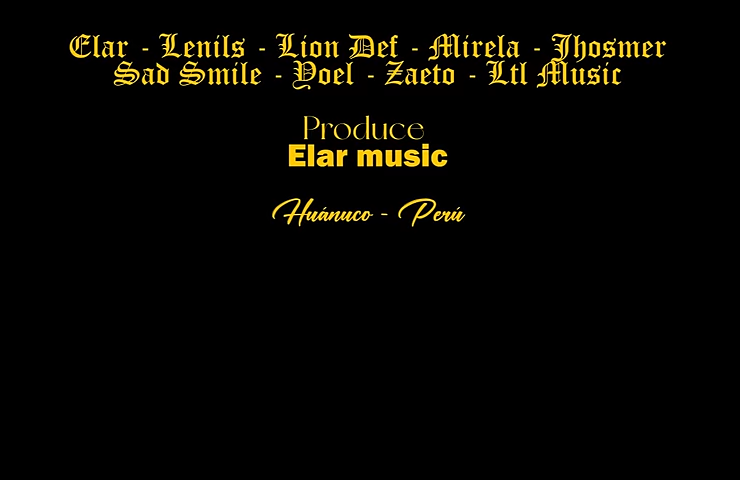 Elar - Lenils - Lion Def - Mirela - Jhosmer
Sad Smile - Yoel - Zaeto - Ltl Music
Produce
Elar music
Huánuco - Perú